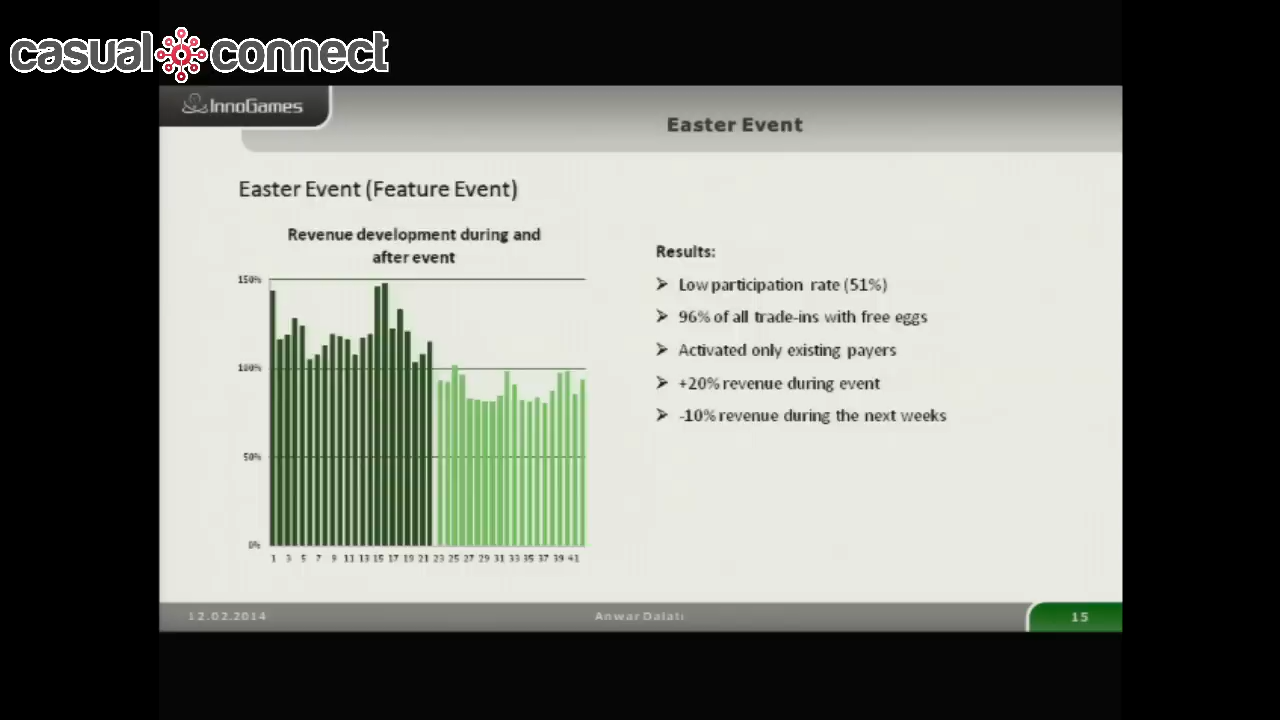 casual connect
InnoGames
Easter Event
Easter Event (Feature Event)
Revenue development during and
after event
150%
100%
50%
0%
1 3 5 7 9 11 13 15 17 19 21 23 25 27 29 31 33 35 37 39 41
Results:
➢ Low participation rate (51%)
➢ 96% of all trade-ins with free eggs
➢ Activated only existing payers
➢ +20% revenue during event
➢ -10% revenue during the next weeks
12.02.2014
Anwar Dalati
15